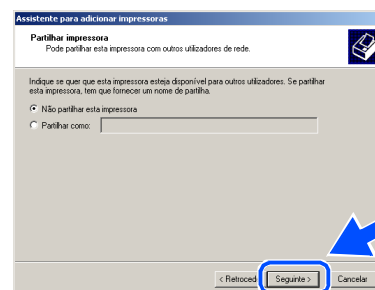 Assistente para adicionar impressoras
Partilhar impressora
Pode partilhar esta impressora com outros utilizadores de rede.
Indique se quer que esta impressora esteja disponível para outros utilizadores. Se partilhar
esta impressora, tem que fornecer um nome de partilha.
Não partilhar esta impressora
Partilhar como:
< Retroced Seguinte > Cancelar